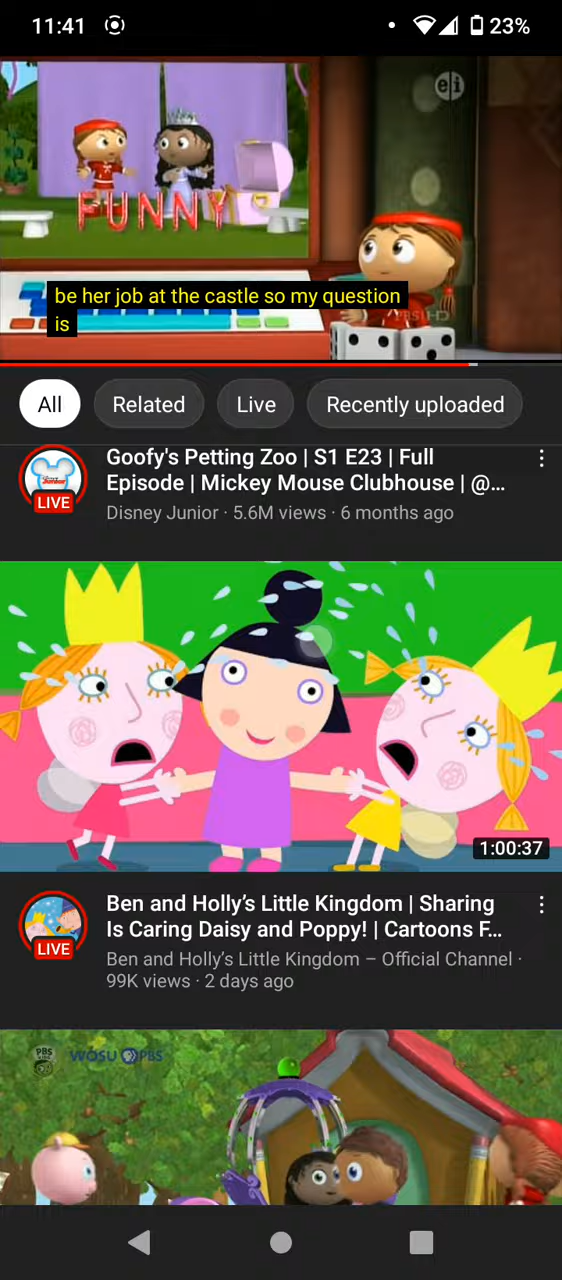 11:41
23%
e/i
FUNNY
be her job at the castle so my question
is
PBS HD
All
Related
Live
Recently uploaded
Goofy's Petting Zoo | S1 E23 | Full
Episode | Mickey Mouse Clubhouse | @...
LIVE
Disney Junior · 5.6M views · 6 months ago
1:00:37
Ben and Holly’s Little Kingdom | Sharing
Is Caring Daisy and Poppy! | Cartoons F...
LIVE
Ben and Holly’s Little Kingdom – Official Channel ·
99K views · 2 days ago
PBS
WOSU PBS